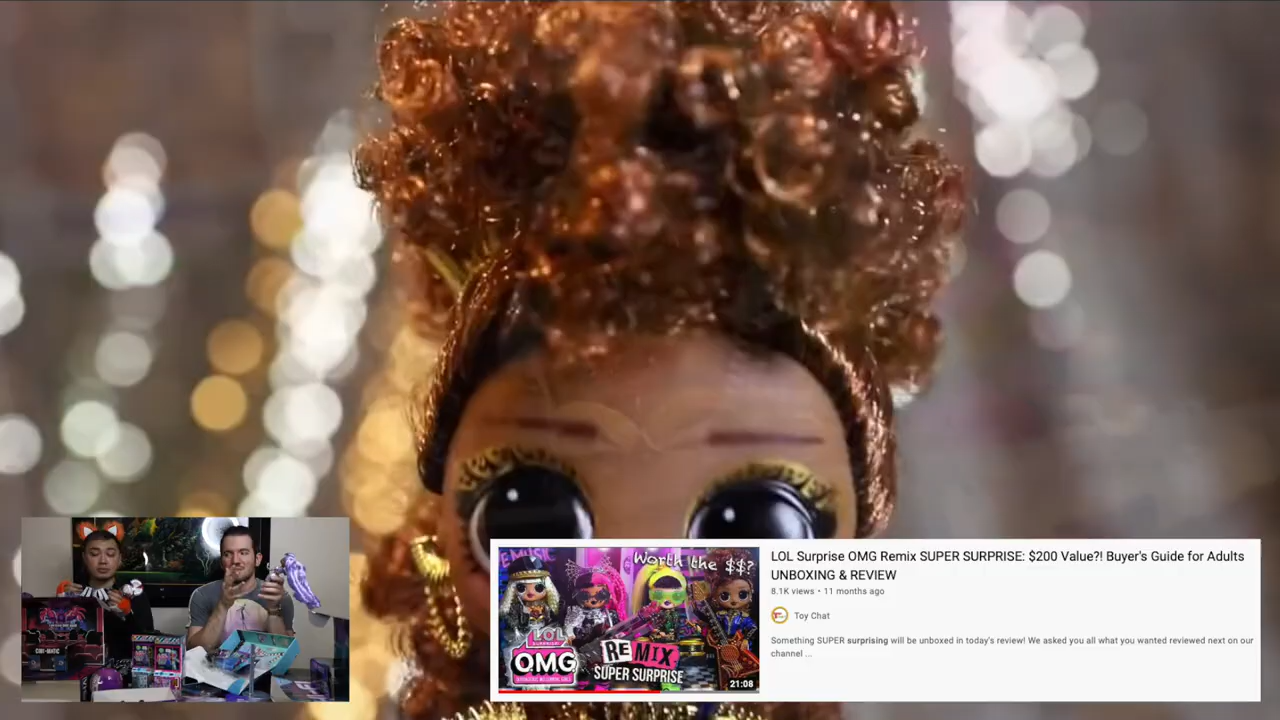 LOL Surprise OMG Remix SUPER SURPRISE: $200 Value?! Buyer's Guide for Adults
UNBOXING & REVIEW
8.1K views • 11 months ago
Toy Chat
Something SUPER surprising will be unboxed in today's review! We asked you all what you wanted reviewed next on our
channel ...
Worth the $$?
L.O.L.
SURPRISE!
OMG
REMIX
SUPER SURPRISE
21:08